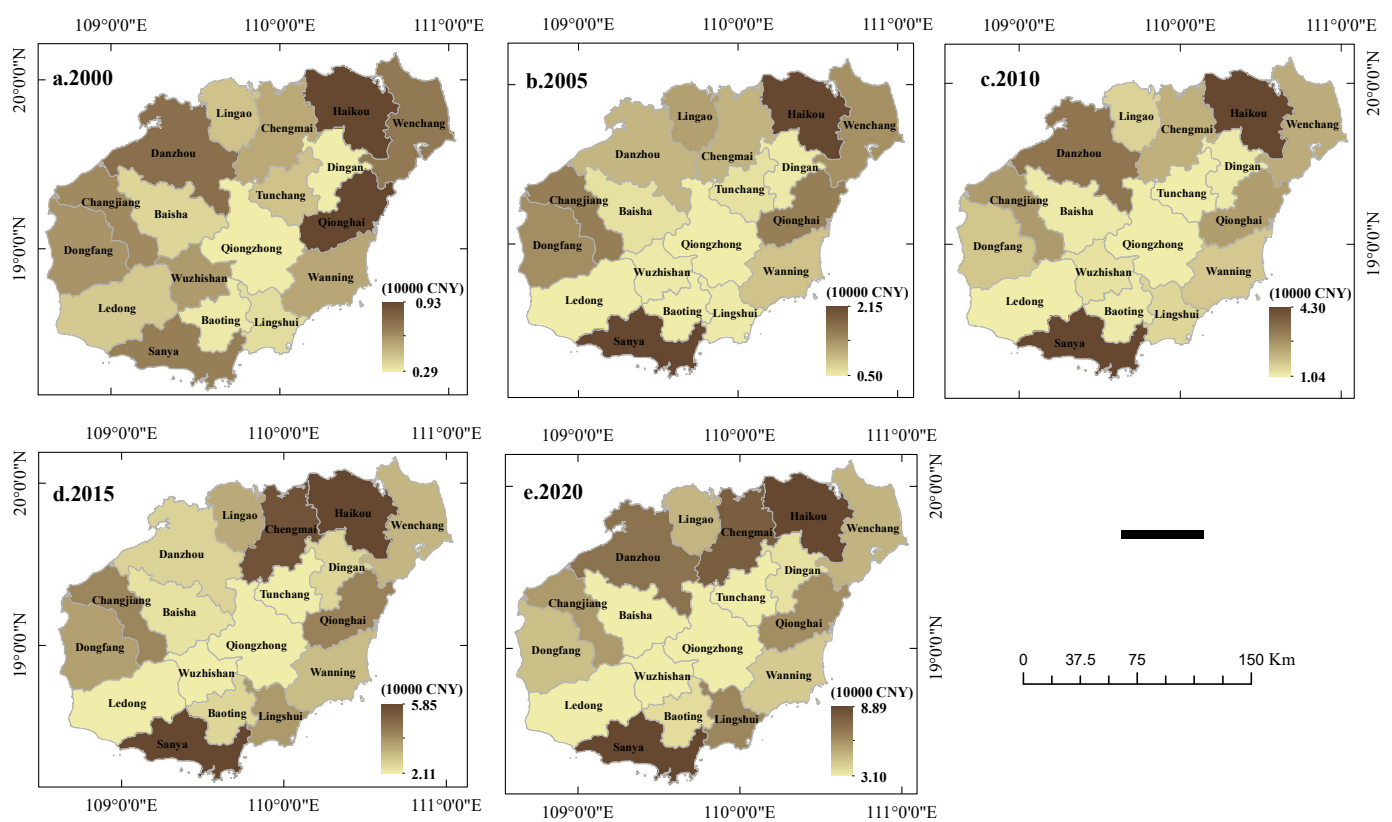 109°0'0"E 110°0'0"E 111°0'0"E
20°0'0"N
19°0'0"N
a.2000
Lingao
Haikou
Chengmai
Wenchang
Danzhou
Dingan
Tunchang
Changjiang
Baisha
Qionghai
Dongfang
Qiongzhong
Wuzhishan
Wanning
Ledong
Baoting
Lingshui
Sanya
(10000 CNY)
0.93
0.29
109°0'0"E 110°0'0"E 111°0'0"E
b.2005
Lingao
Haikou
Wenchang
Danzhou
Chengmai
Dingan
Tunchang
Changjiang
Baisha
Qionghai
Dongfang
Qiongzhong
Wuzhishan
Wanning
Ledong
Baoting
Lingshui
Sanya
(10000 CNY)
2.15
0.50
109°0'0"E 110°0'0"E 111°0'0"E
20°0'0"N
19°0'0"N
c.2010
Lingao
Haikou
Chengmai
Wenchang
Danzhou
Dingan
Tunchang
Changjiang
Baisha
Qionghai
Dongfang
Qiongzhong
Wuzhishan
Wanning
Ledong
Baoting
Lingshui
Sanya
(10000 CNY)
4.30
1.04
109°0'0"E 110°0'0"E 111°0'0"E
20°0'0"N
19°0'0"N
d.2015
Lingao
Haikou
Chengmai
Wenchang
Danzhou
Dingan
Tunchang
Changjiang
Baisha
Qionghai
Dongfang
Qiongzhong
Wuzhishan
Wanning
Ledong
Baoting
Lingshui
Sanya
(10000 CNY)
5.85
2.11
109°0'0"E 110°0'0"E 111°0'0"E
109°0'0"E 110°0'0"E 111°0'0"E
20°0'0"N
19°0'0"N
e.2020
Lingao
Haikou
Chengmai
Wenchang
Danzhou
Dingan
Tunchang
Changjiang
Baisha
Qionghai
Dongfang
Qiongzhong
Wuzhishan
Wanning
Ledong
Baoting
Lingshui
Sanya
(10000 CNY)
8.89
3.10
109°0'0"E 110°0'0"E 111°0'0"E
0 37.5 75 150 Km